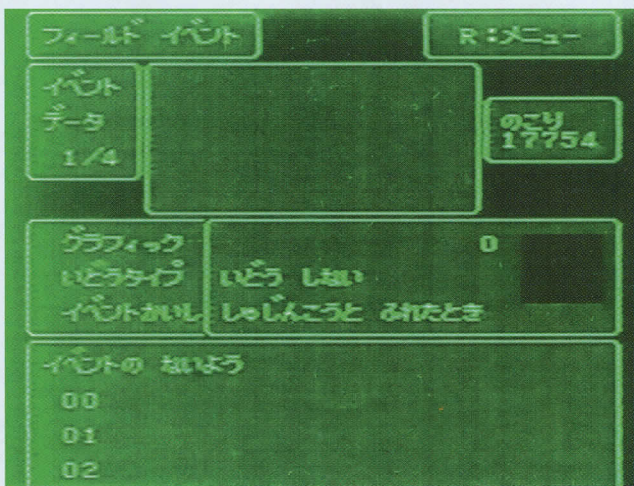 フィールド イベント
R:メニュー
イベント
データ
1/4
のこり
17754
グラフィック 0
いどうタイプ いどう しない
イベントかいし しゅじんこうと ふれたとき
イベントの ないよう
00
01
02